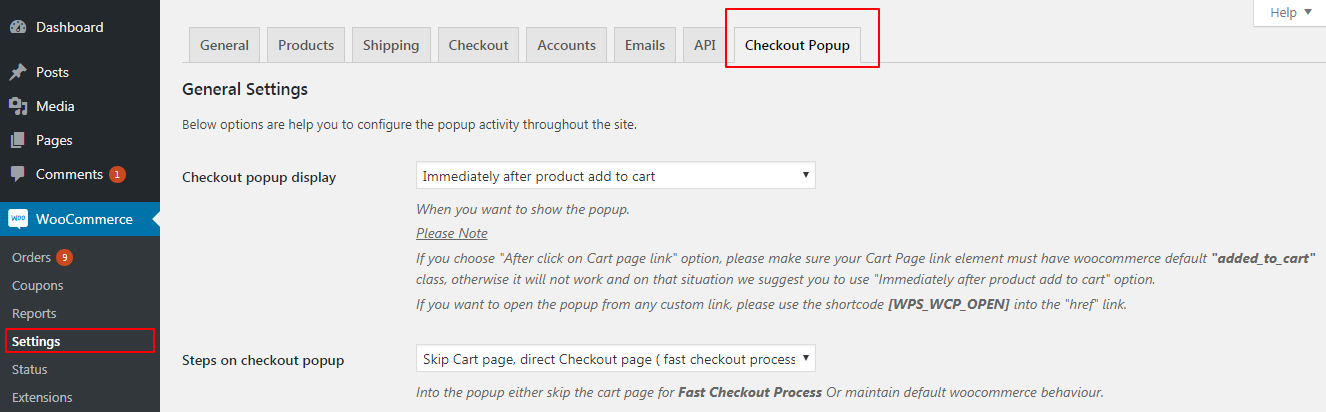 Dashboard
Posts
Media
Pages
Comments 1
Woo WooCommerce
Orders 9
Coupons
Reports
Settings
Status
Extensions
Help
General Products Shipping Checkout Accounts Emails API Checkout Popup
General Settings
Below options are help you to configure the popup activity throughout the site.
Checkout popup display Immediately after product add to cart
When you want to show the popup.
Please Note
If you choose "After click on Cart page link" option, please make sure your Cart Page link element must have woocommerce default "added_to_cart"
class, otherwise it will not work and on that situation we suggest you to use "Immediately after product add to cart" option.
If you want to open the popup from any custom link, please use the shortcode [WPS_WCP_OPEN] into the "href" link.
Steps on checkout popup Skip Cart page, direct Checkout page ( fast checkout process
Into the popup either skip the cart page for Fast Checkout Process Or maintain default woocommerce behaviour.